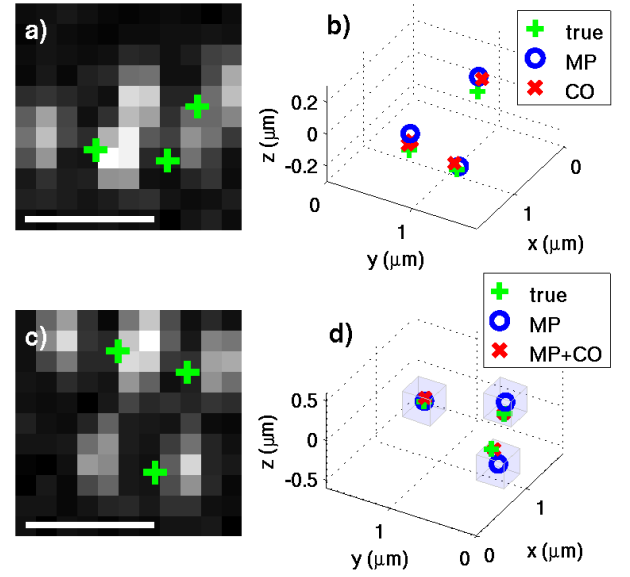 a)
b)
true
MP
CO
0.2
0
-0.2
z (μm)
0
1
y (μm)
0
1
x (μm)
c)
d)
true
MP
MP+CO
0.5
0
-0.5
z (μm)
1
0
y (μm)
0
1
x (μm)